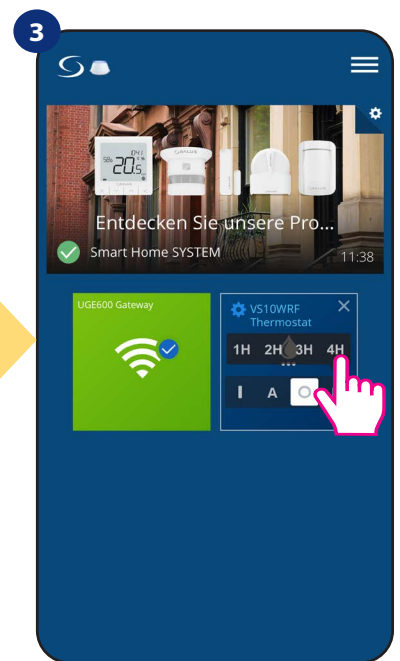 3
Entdecken Sie unsere Pro...
Smart Home SYSTEM
11:38
UGE600 Gateway
VS10WRF
Thermostat
1H 2H 3H 4H
I A O